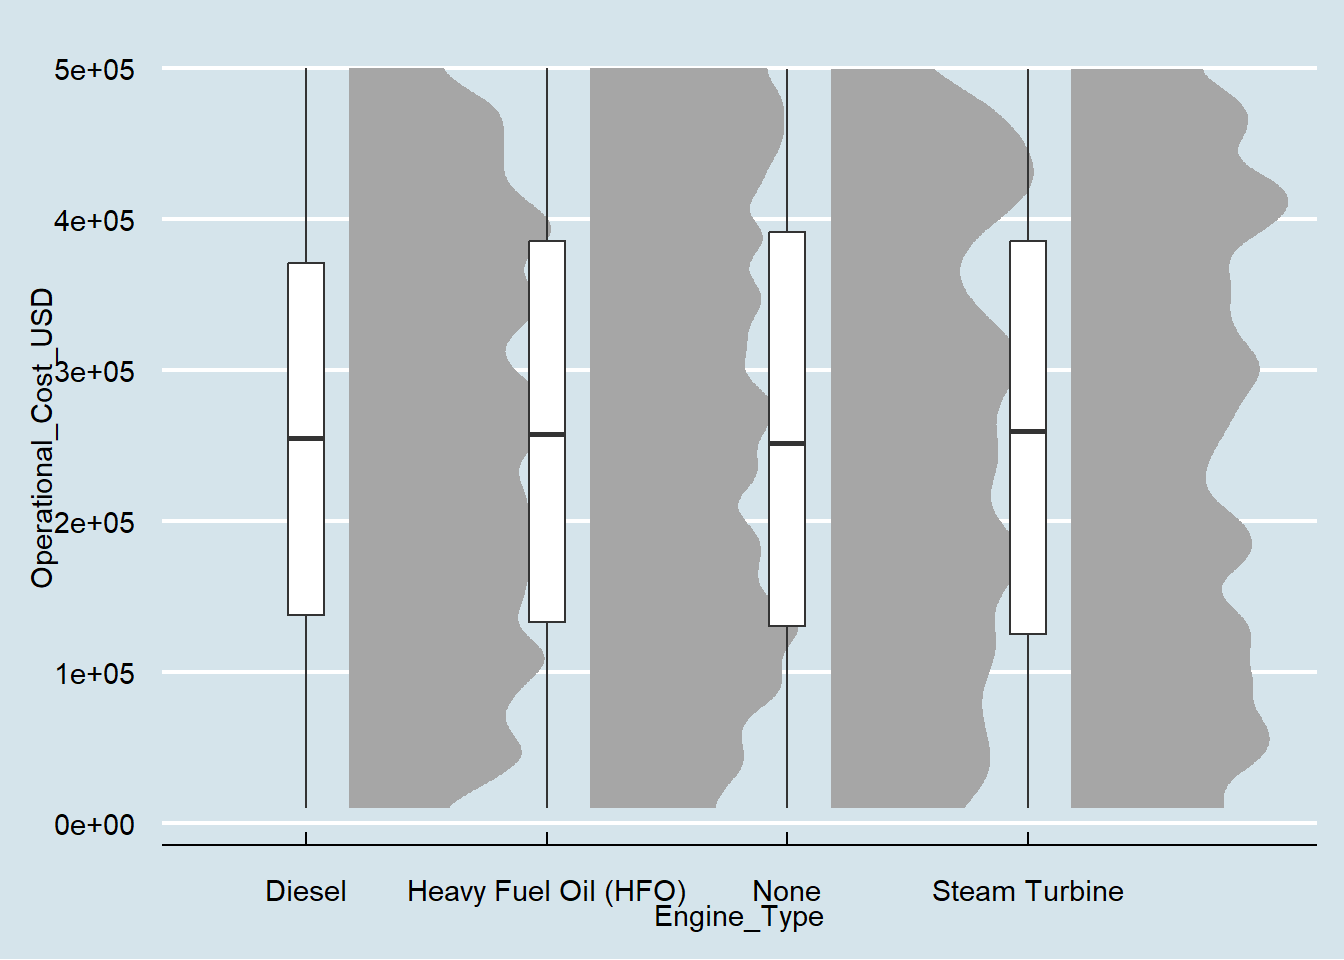 5e+05
4e+05
3e+05
2e+05
1e+05
0e+00
Operational_Cost_USD
Diesel
Heavy Fuel Oil (HFO)
None
Steam Turbine
Engine_Type